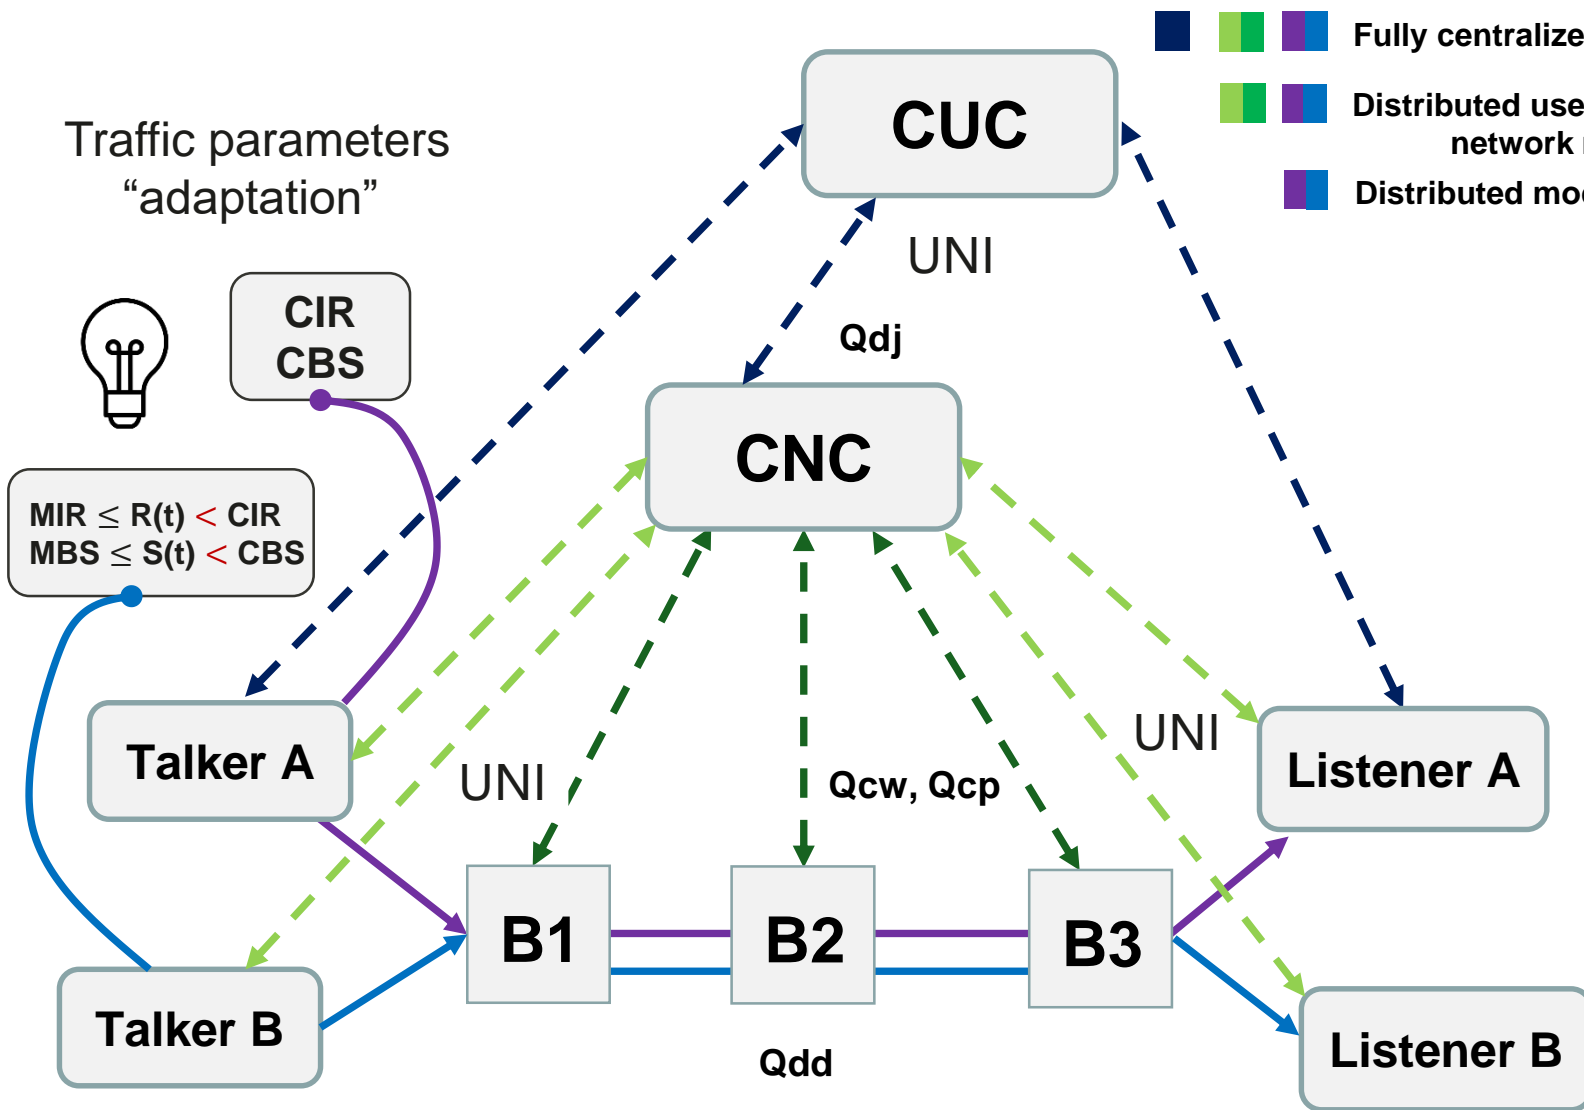 Fully centralize
CUC
Distributed use
network
Traffic parameters
“adaptation”
Distributed mo
UNI
CIR
CBS
Qdj
CNC
MIR ≤ R(t) < CIR
MBS ≤ S(t) < CBS
Talker A
UNI
UNI
Qcw, Qcp
Listener A
B1
B2
B3
Talker B
Qdd
Listener B